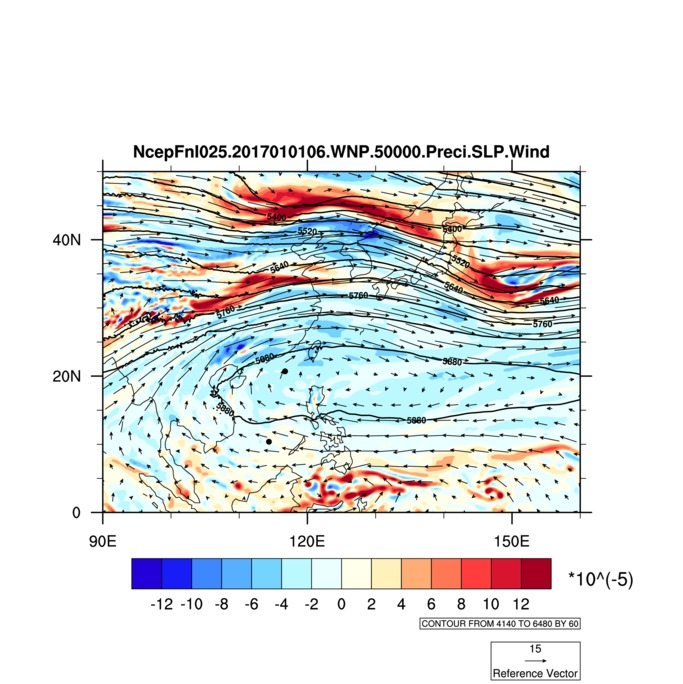 NcepFnl025.2017010106.WNP.50000.Preci.SLP.Wind
5400
5400
5520
5520
5640
5640
5640
5760
5760
5760
5880
5880
5880
5880
40N
20N
0
90E 120E 150E
-12 -10 -8 -6 -4 -2 0 2 4 6 8 10 12
*10^(-5)
CONTOUR FROM 4140 TO 6480 BY 60
15
Reference Vector